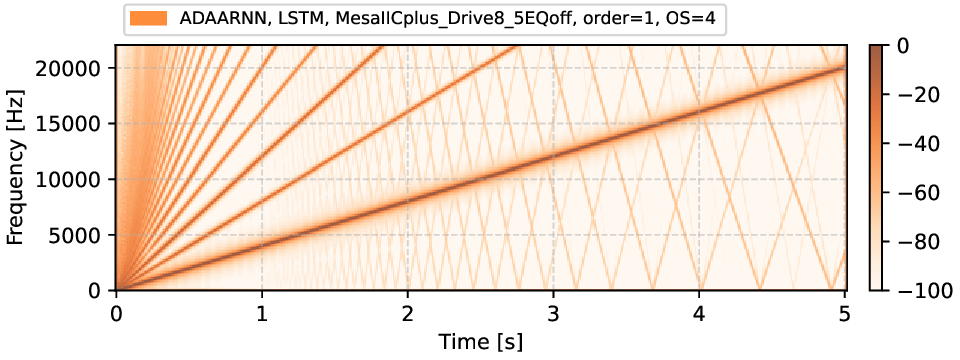 ADAARNN, LSTM, MesaIICplus_Drive8_5EQoff, order=1, OS=4
Frequency [Hz]
20000
15000
10000
5000
0
0 1 2 3 4 5
Time [s]
0
−20
−40
−60
−80
−100